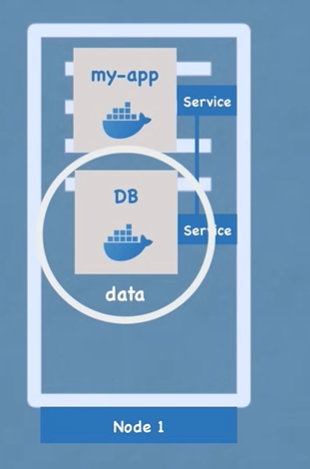 my-app
Service
DB
Service
data
Node 1